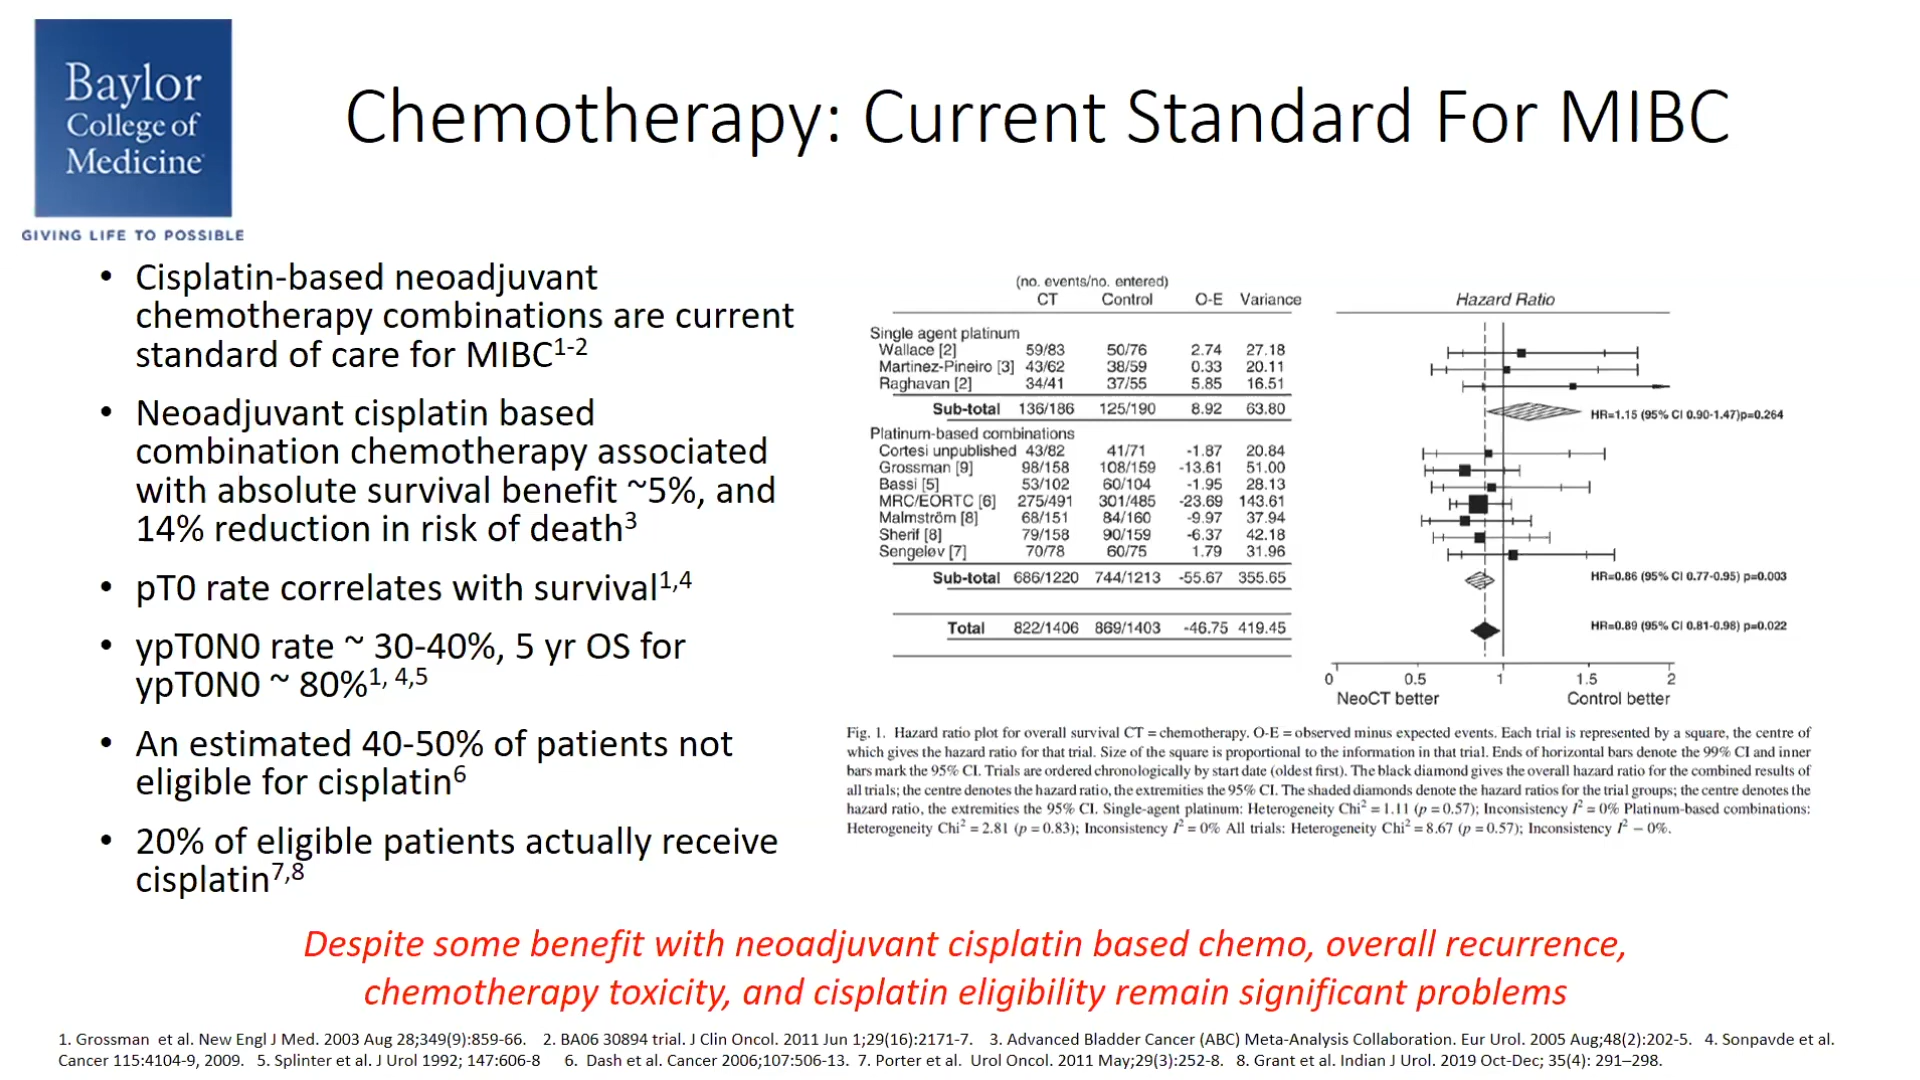 Baylor
College of
Medicine
GIVING LIFE TO POSSIBLE
Chemotherapy: Current Standard For MIBC
• Cisplatin-based neoadjuvant
chemotherapy combinations are current
standard of care for MIBC1-2
• Neoadjuvant cisplatin based
combination chemotherapy associated
with absolute survival benefit ~5%, and
14% reduction in risk of death3
• pT0 rate correlates with survival1,4
• ypT0N0 rate ~ 30-40%, 5 yr OS for
ypT0N0 ~ 80%1, 4,5
• An estimated 40-50% of patients not
eligible for cisplatin6
• 20% of eligible patients actually receive
cisplatin7,8
(no. events/no. entered)
CT Control O-E Variance Hazard Ratio
Single agent platinum
Wallace [2] 59/83 50/76 2.74 27.18
Martinez-Pineiro [3] 43/62 38/59 0.33 20.11
Raghavan [2] 34/41 37/55 5.85 16.51
Sub-total 136/186 125/190 8.92 63.80 HR=1.15 (95% CI 0.90-1.47)p=0.264
Platinum-based combinations
Cortesi unpublished 43/82 41/71 -1.87 20.84
Grossman [9] 98/158 108/159 -13.61 51.00
Bassi [5] 53/102 60/104 -1.95 28.13
MRC/EORTC [6] 275/491 301/485 -23.69 143.61
Malmström [8] 68/151 84/160 -9.97 37.94
Sherif [8] 79/158 90/159 -6.37 42.18
Sengeløv [7] 70/78 60/75 1.79 31.96
Sub-total 686/1220 744/1213 -55.67 355.65 HR=0.86 (95% CI 0.77-0.95) p=0.003
Total 822/1406 869/1403 -46.75 419.45 HR=0.89 (95% CI 0.81-0.98) p=0.022
0 0.5 1 1.5 2
NeoCT better Control better
Fig. 1. Hazard ratio plot for overall survival CT = chemotherapy. O-E = observed minus expected events. Each trial is represented by a square, the centre of
which gives the hazard ratio for that trial. Size of the square is proportional to the information in that trial. Ends of horizontal bars denote the 99% CI and inner
bars mark the 95% CI. Trials are ordered chronologically by start date (oldest first). The black diamond gives the overall hazard ratio for the combined results of
all trials; the centre denotes the hazard ratio, the extremities the 95% CI. The shaded diamonds denote the hazard ratios for the trial groups; the centre denotes the
hazard ratio, the extremities the 95% CI. Single-agent platinum: Heterogeneity Chi2 = 1.11 (p = 0.57); Inconsistency I2 = 0% Platinum-based combinations:
Heterogeneity Chi2 = 2.81 (p = 0.83); Inconsistency I2 = 0% All trials: Heterogeneity Chi2 = 8.67 (p = 0.57); Inconsistency I2 – 0%.
Despite some benefit with neoadjuvant cisplatin based chemo, overall recurrence,
chemotherapy toxicity, and cisplatin eligibility remain significant problems
1. Grossman et al. New Engl J Med. 2003 Aug 28;349(9):859-66. 2. BA06 30894 trial. J Clin Oncol. 2011 Jun 1;29(16):2171-7. 3. Advanced Bladder Cancer (ABC) Meta-Analysis Collaboration. Eur Urol. 2005 Aug;48(2):202-5. 4. Sonpavde et al.
Cancer 115:4104-9, 2009. 5. Splinter et al. J Urol 1992; 147:606-8 6. Dash et al. Cancer 2006;107:506-13. 7. Porter et al. Urol Oncol. 2011 May;29(3):252-8. 8. Grant et al. Indian J Urol. 2019 Oct-Dec; 35(4): 291–298.